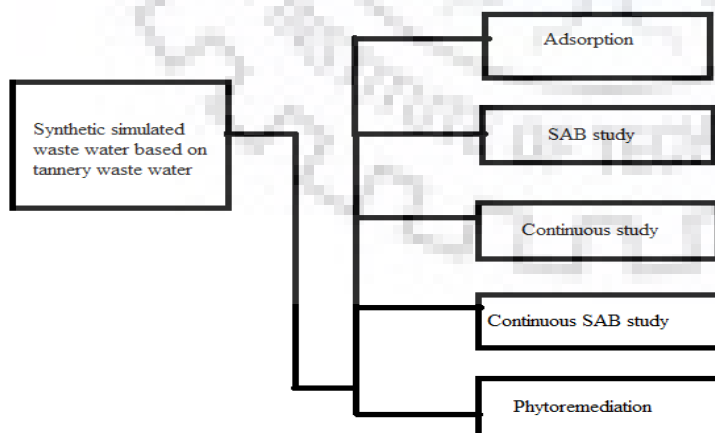 Adsorption
Synthetic simulated
waste water based on
tannery waste water
SAB study
Continuous study
Continuous SAB study
Phytoremediation